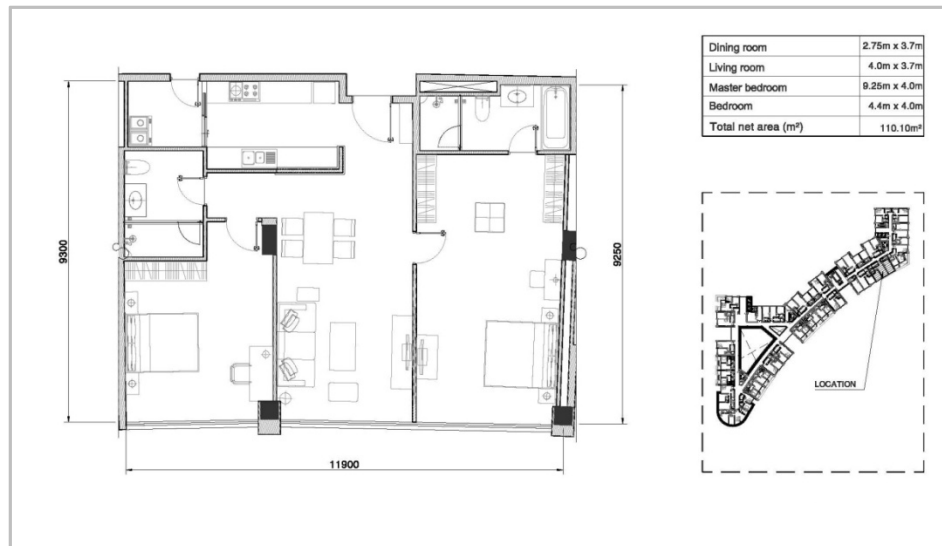 Dining room 2.75m x 3.7m
Living room 4.0m x 3.7m
Master bedroom 9.25m x 4.0m
Bedroom 4.4m x 4.0m
Total net area (m²) 110.10m²
9300
9250
11900
LOCATION